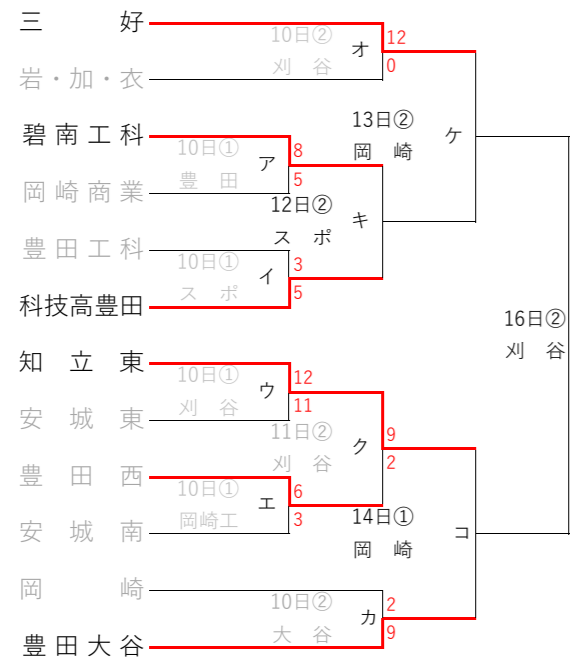 三好
10日②
オ
12
刈谷
0
岩・加・衣
13日②
ケ
岡崎
碧南工科
10日①
ア
8
豊田
5
岡崎商業
12日②
キ
スポ
豊田工科
10日①
イ
3
スポ
5
科技高豊田
16日②
刈谷
知立東
10日①
ウ
12
刈谷
11
安城東
11日②
ク
9
刈谷
2
豊田西
10日①
エ
6
岡崎工
3
安城南
14日①
コ
岡崎
岡崎
10日②
カ
2
大谷
9
豊田大谷